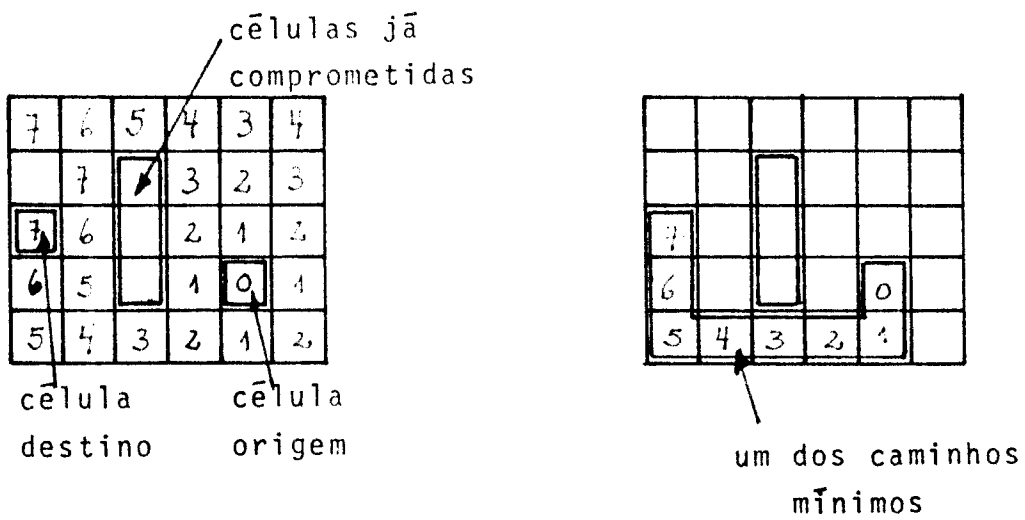 células já
comprometidas
7 6 5 4 3 4
7 3 2 3
7 6 2 1 2
6 5 1 0 1
5 4 3 2 1 2
célula
destino
célula
origem
7
6 0
5 4 3 2 1
um dos caminhos
mínimos